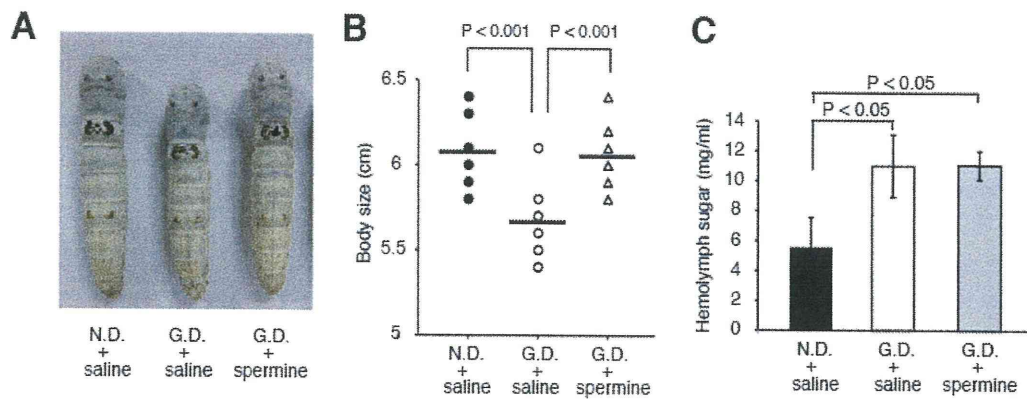 A
N.D.
+
saline
G.D.
+
saline
G.D.
+
spermine
B
P < 0.001
P < 0.001
Body size (cm)
6.5
6
5.5
5
N.D.
+
saline
G.D.
+
saline
G.D.
+
spermine
C
P < 0.05
P < 0.05
Hemolymph sugar (mg/ml)
14
12
10
8
6
4
2
0
N.D.
+
saline
G.D.
+
saline
G.D.
+
spermine